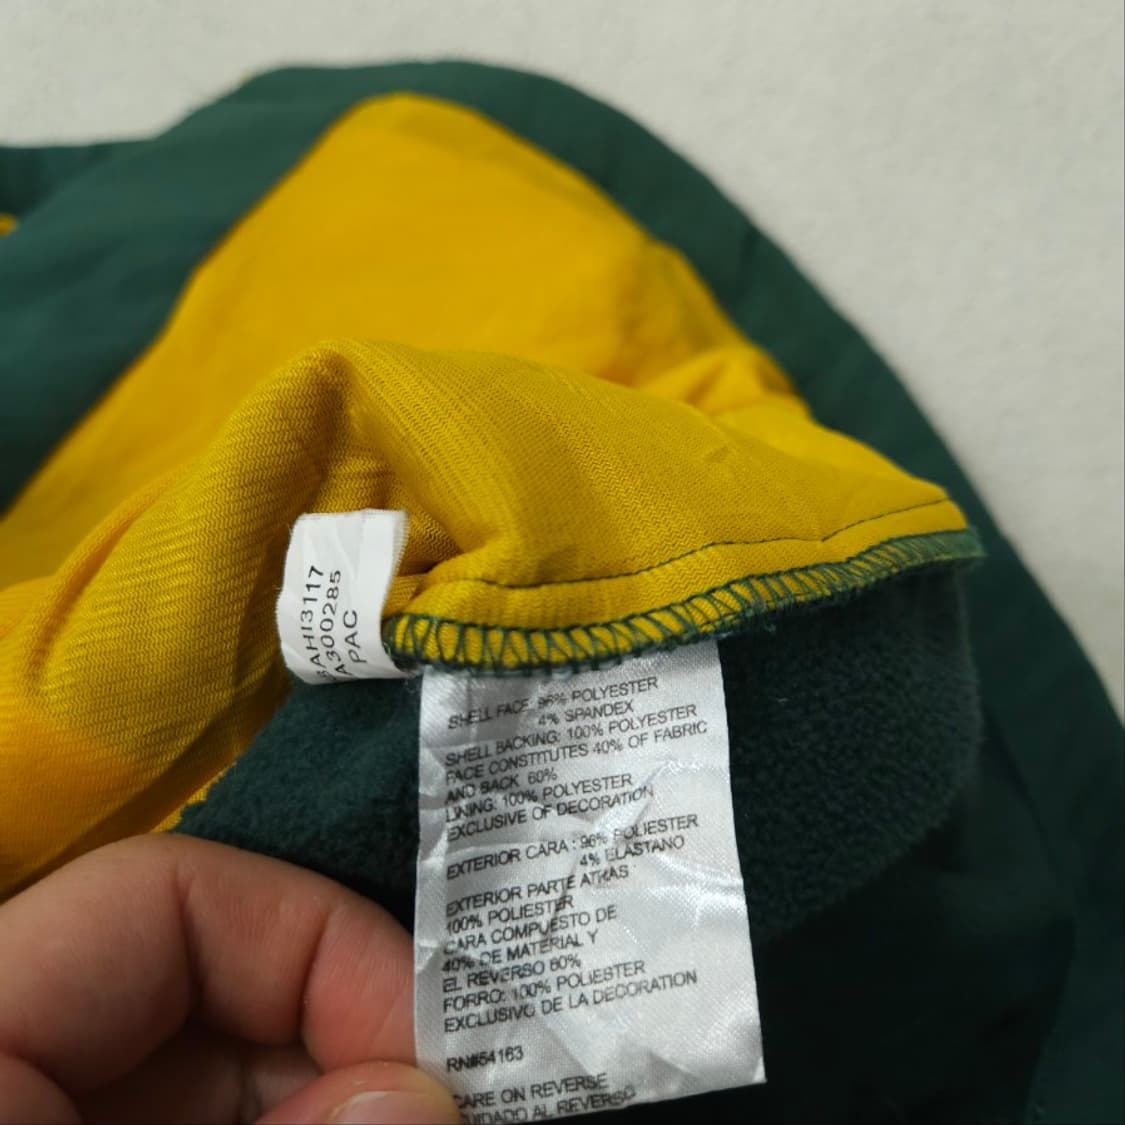 AHI3117
A300285
PAC
SHELL FACE: 96% POLYESTER
4% SPANDEX
SHELL BACKING: 100% POLYESTER
FACE CONSTITUTES 40% OF FABRIC
AND BACK 60%
LINING: 100% POLYESTER
EXCLUSIVE OF DECORATION
EXTERIOR CARA : 96% POLIESTER
4% ELASTANO
EXTERIOR PARTE ATRAS
100% POLIESTER
CARA COMPUESTO DE
40% DE MATERIAL Y
EL REVERSO 60%
FORRO: 100% POLIESTER
EXCLUSIVO DE LA DECORATION
RN#54163
CARE ON REVERSE
CUIDADO AL REVERSO